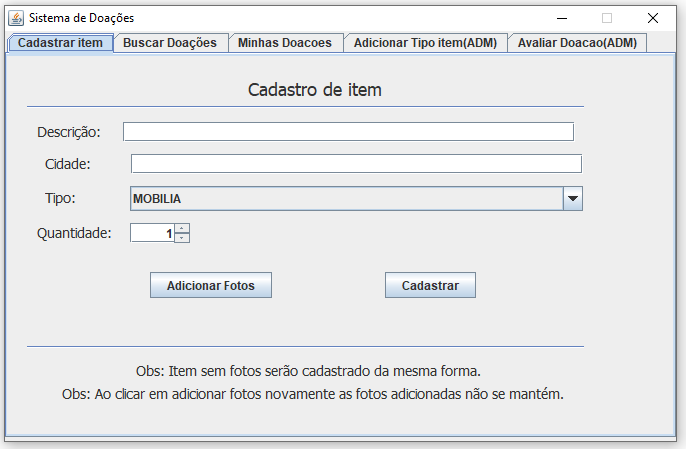 Sistema de Doações
Cadastrar item Buscar Doações Minhas Doacoes Adicionar Tipo item(ADM) Avaliar Doacao(ADM)
Cadastro de item
Descrição:
Cidade:
Tipo: MOBILIA
Quantidade: 1
Adicionar Fotos Cadastrar
Obs: Item sem fotos serão cadastrado da mesma forma.
Obs: Ao clicar em adicionar fotos novamente as fotos adicionadas não se mantém.